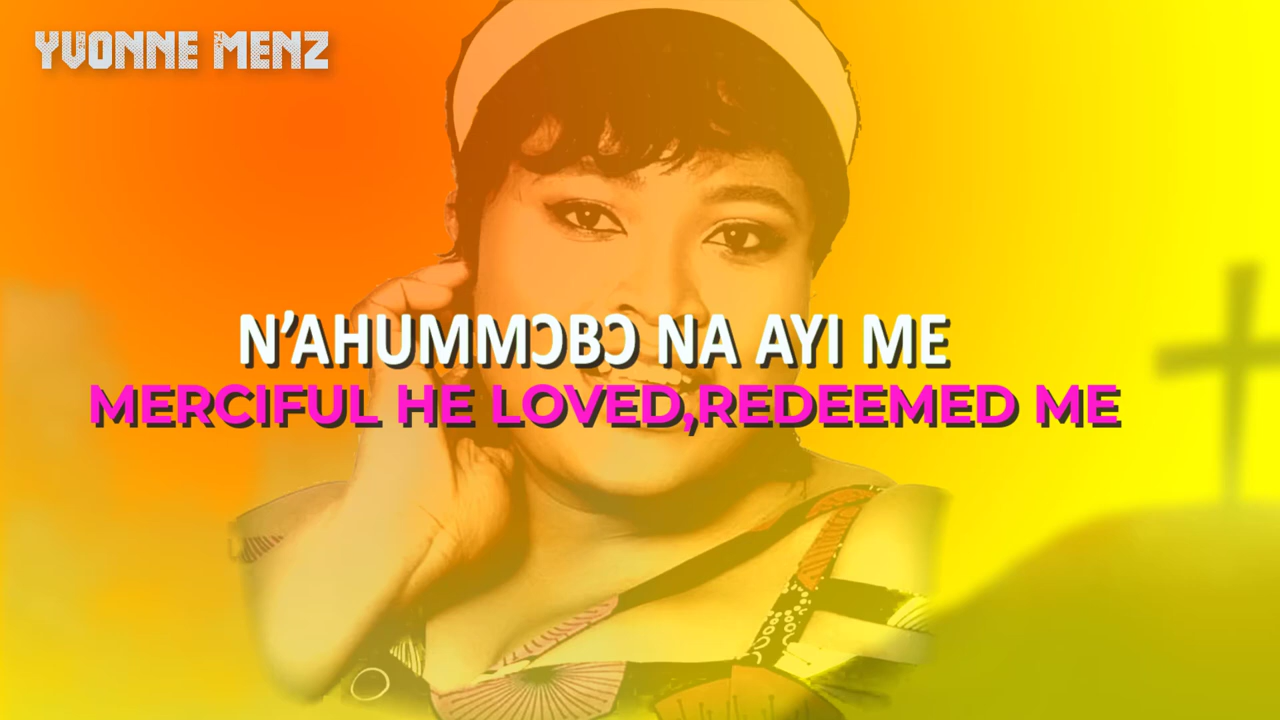 YVONNE MENZ
N’AHUMMƆBƆ NA AYI ME
MERCIFUL HE LOVED,REDEEMED ME